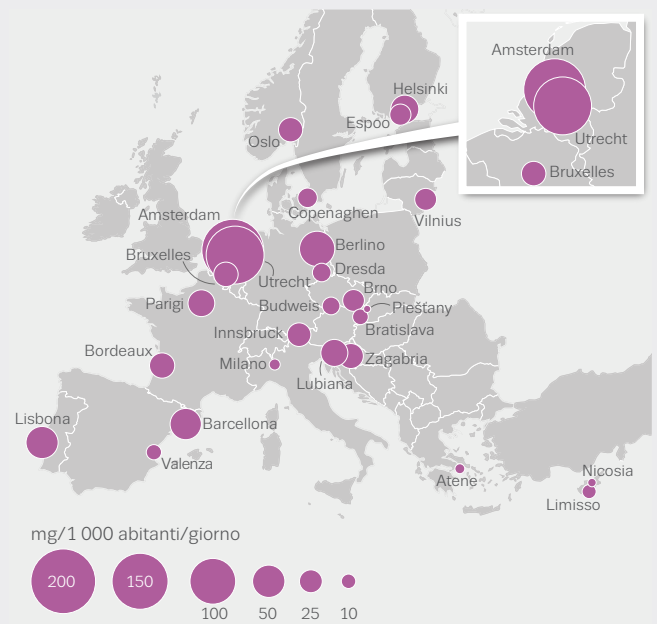 Amsterdam
Utrecht
Bruxelles
Helsinki
Espoo
Oslo
Copenaghen
Vilnius
Amsterdam
Bruxelles
Utrecht
Berlino
Dresda
Brno
Budweis
Piešťany
Parigi
Bratislava
Innsbruck
Bordeaux
Milano
Zagabria
Lubiana
Lisbona
Barcellona
Valenza
Atene
Nicosia
Limisso
mg/1 000 abitanti/giorno
200
150
100
50
25
10